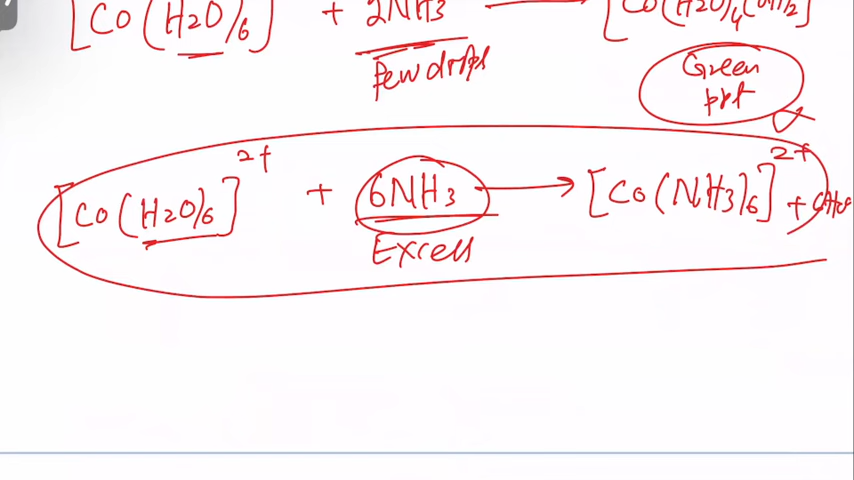 [Co(H2O)6] + 2NH3 [Co(H2O)4(OH)2]
Few drops
Green
ppt
[Co(H2O)6]2+ + 6NH3 → [Co(NH3)6]2+ +
Excess